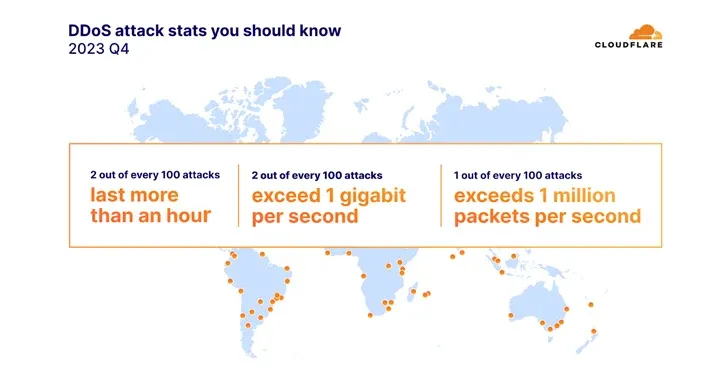 DDoS attack stats you should know
2023 Q4
CLOUDFLARE
2 out of every 100 attacks
last more
than an hour
2 out of every 100 attacks
exceed 1 gigabit
per second
1 out of every 100 attacks
exceeds 1 million
packets per second